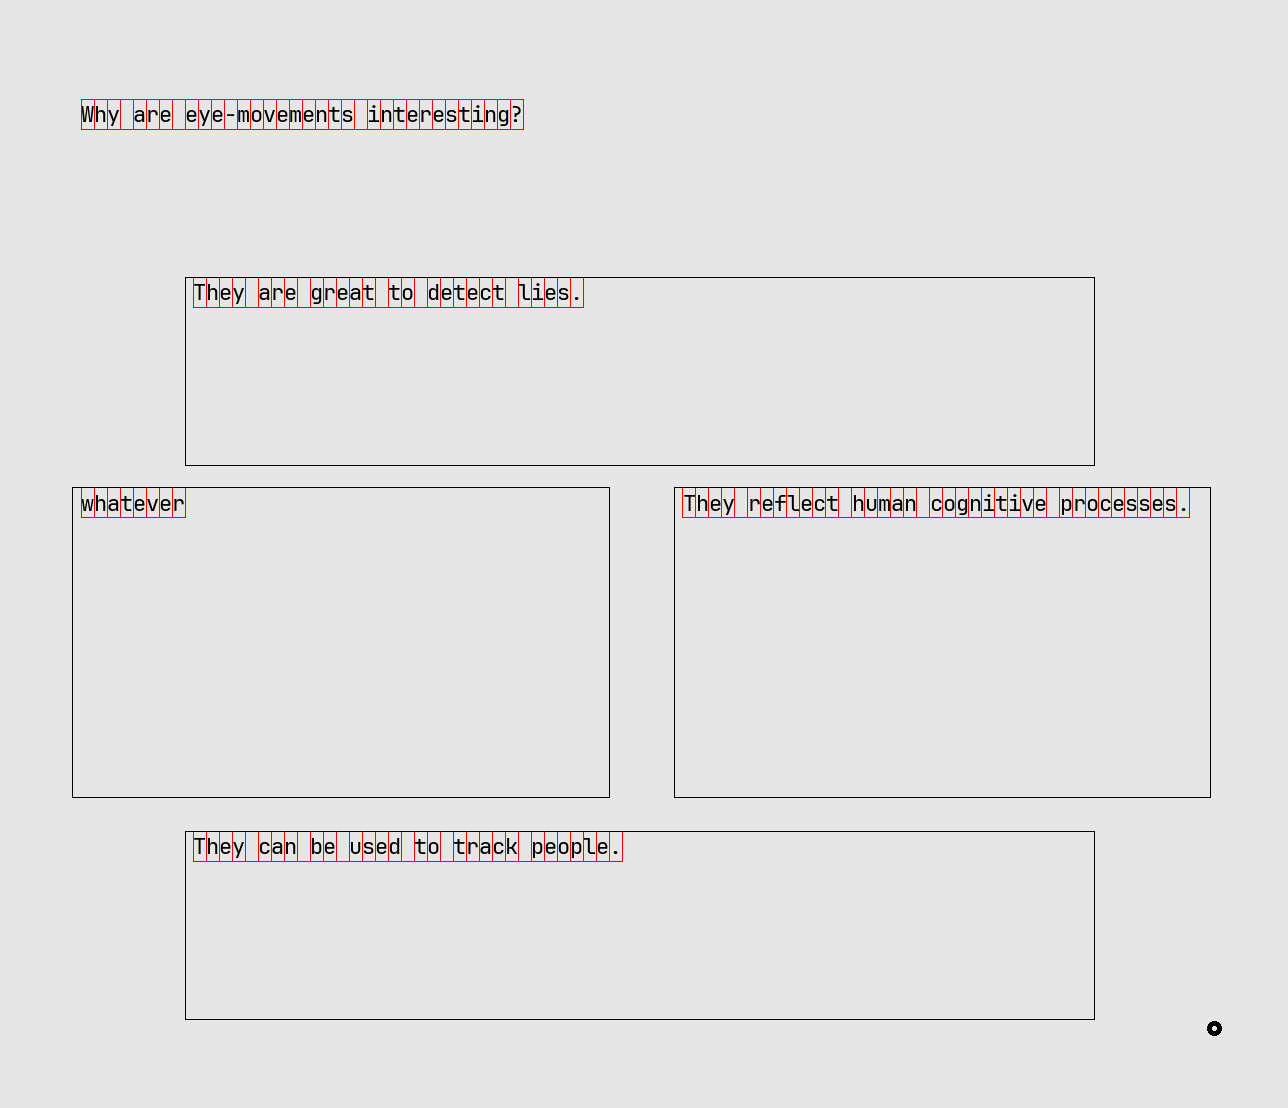 Why are eye-movements interesting?
They are great to detect lies.
whatever
They reflect human cognitive processes.
They can be used to track people.